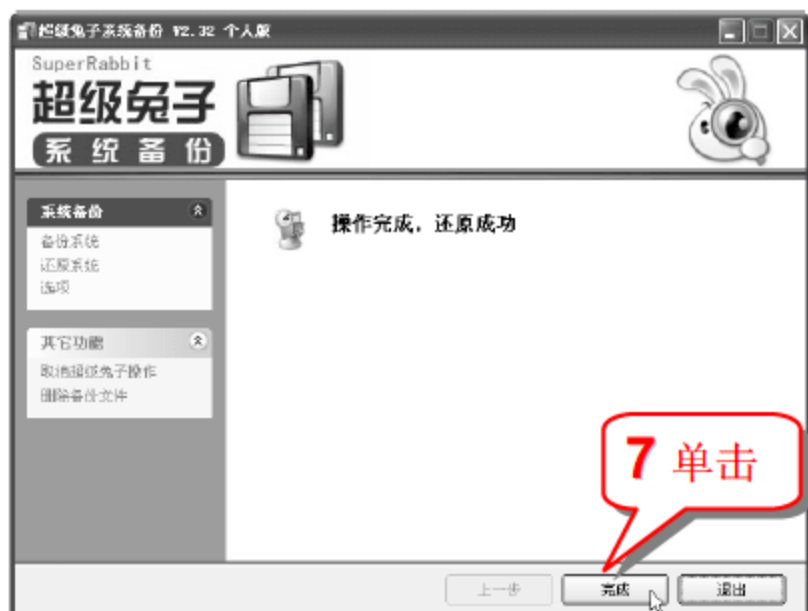 超级兔子系统备份 V2.32 个人版
SuperRabbit
超级兔子
系统备份
系统备份
备份系统
还原系统
选项
其它功能
取消超级兔子操作
删除备份文件
操作完成，还原成功
7 单击
上一步
完成
退出